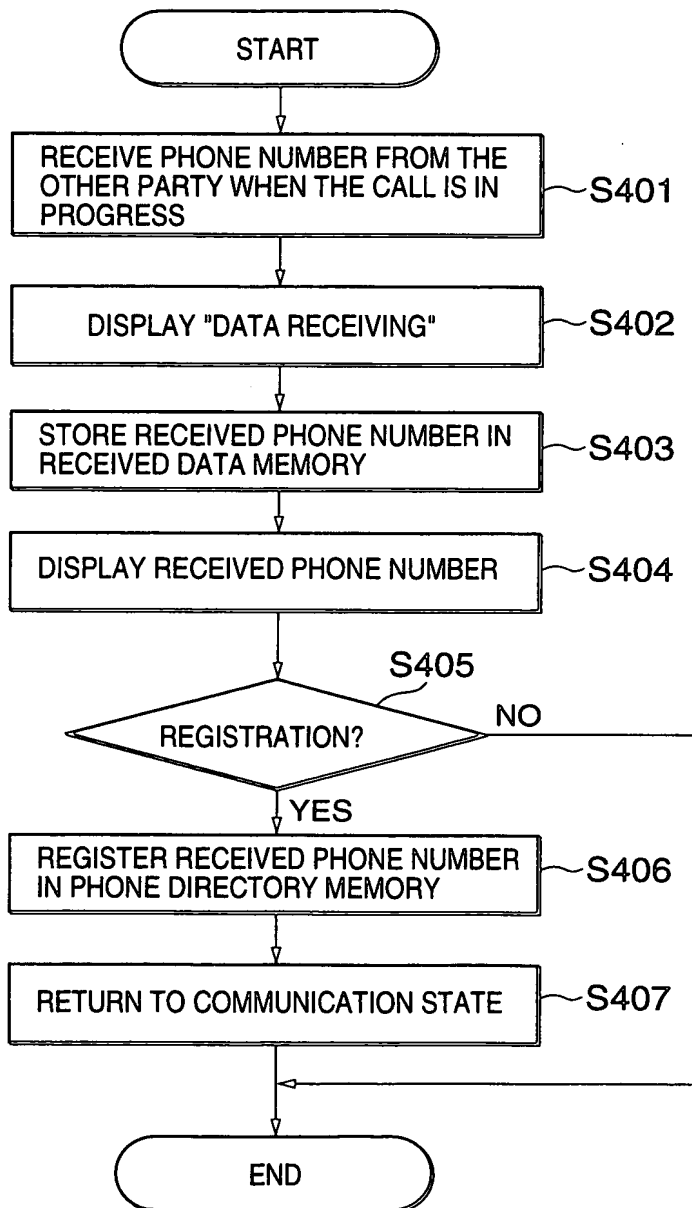 START
RECEIVE PHONE NUMBER FROM THE
OTHER PARTY WHEN THE CALL IS IN
PROGRESS
S401
DISPLAY "DATA RECEIVING"
S402
STORE RECEIVED PHONE NUMBER IN
RECEIVED DATA MEMORY
S403
DISPLAY RECEIVED PHONE NUMBER
S404
S405
REGISTRATION?
NO
YES
REGISTER RECEIVED PHONE NUMBER
IN PHONE DIRECTORY MEMORY
S406
RETURN TO COMMUNICATION STATE
S407
END